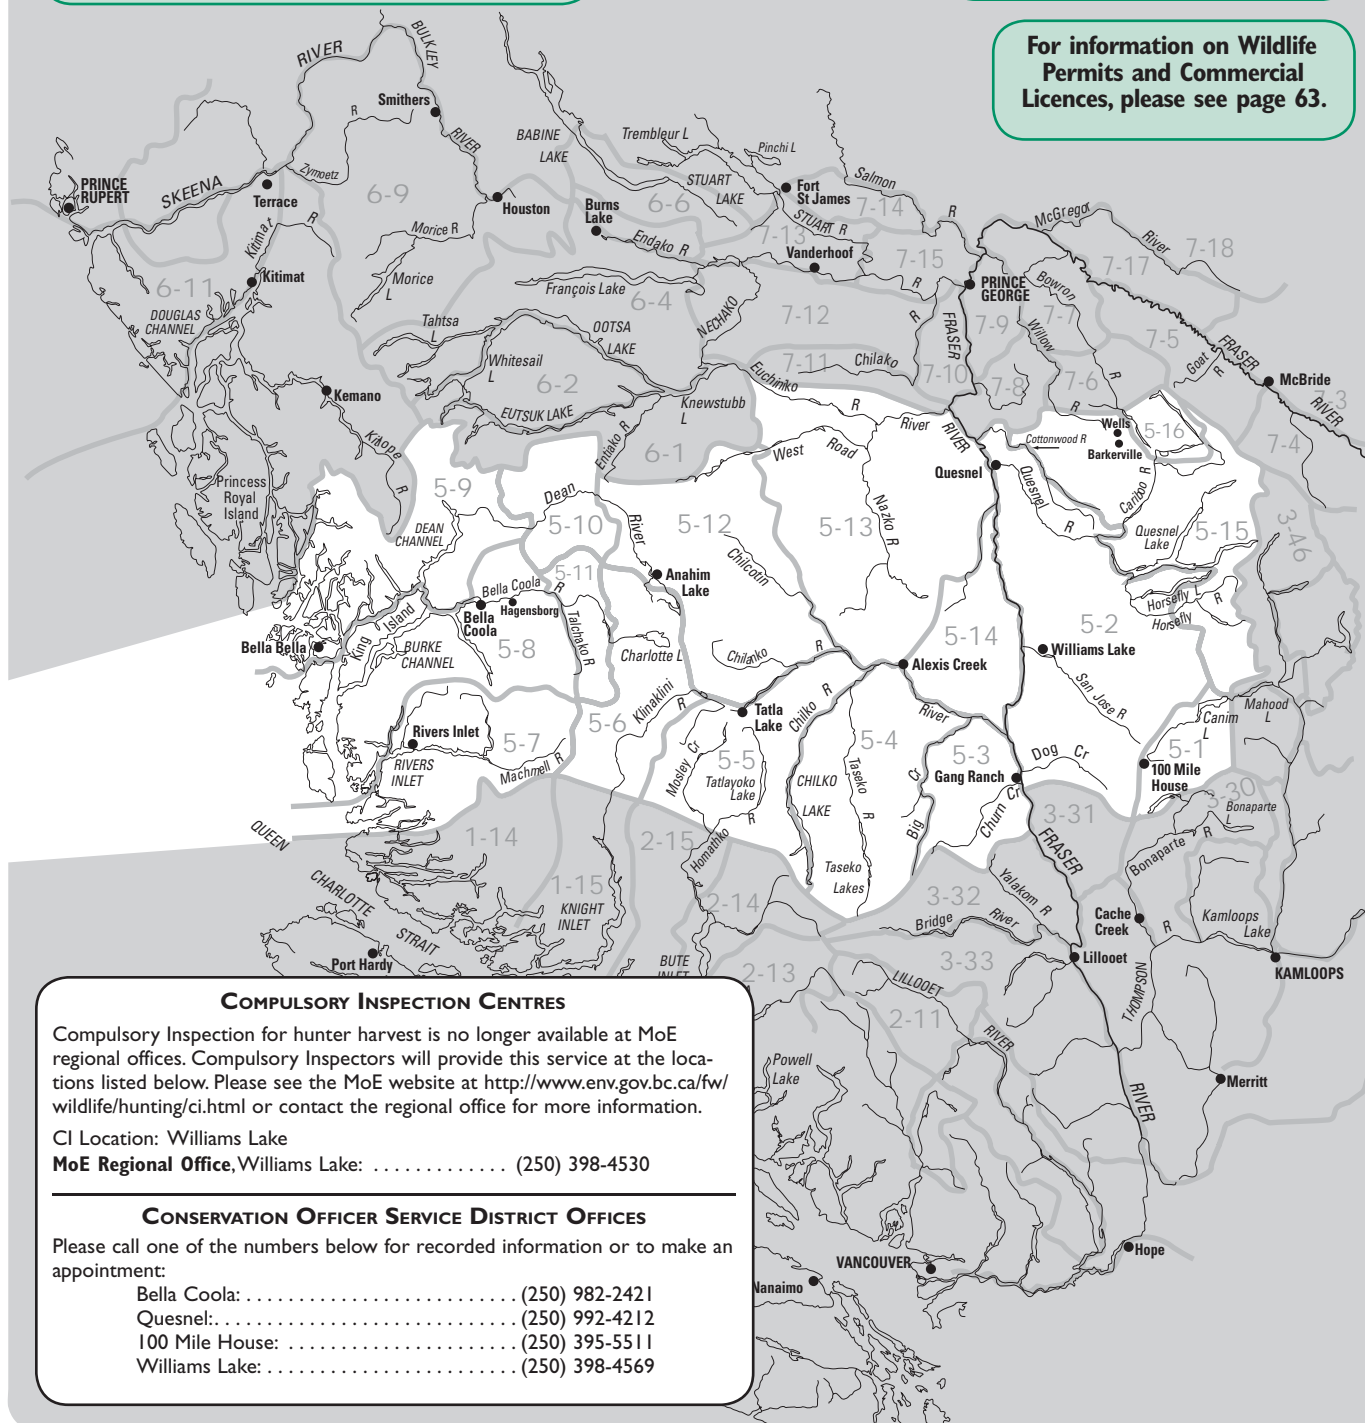 For information on Wildlife
Permits and Commercial
Licences, please see page 63.
RIVER
BULKLEY
Smithers
R
RIVER
BABINE
LAKE
Trembleur L
Pinchi L
STUART
LAKE
Fort
St James
Salmon
R
PRINCE
RUPERT
SKEENA
Terrace
Zymoetz
6-9
Houston
Burns
Lake
6-6
7-14
STUART R
7-13
Vanderhoof
McGregor
River
7-18
7-17
7-15
Kitimat
R
Morice R
Endako R
6-11
Kitimat
Morice
L
François Lake
6-4
NECHAKO
7-12
R
R
PRINCE
GEORGE
Bowron
7-7
7-9
Willow
7-5
DOUGLAS
CHANNEL
Tahtsa
L
OOTSA
LAKE
Whitesail
L
6-2
7-11
Chilako
FRASER
7-10
7-8
7-6
Goat
R
FRASER
RIVER
McBride
7-3
7-4
Kemano
EUTSUK LAKE
Knewstubb
L
Euchiniko
R
River
RIVER
R
Wells
Barkerville
5-16
Cottonwood R
Entiako R
6-1
West
Road
Quesnel
Quesnel
R
Cariboo
R
Princess
Royal
Island
Knope
R
5-9
Dean
River
5-10
5-12
5-13
Nazko R
Quesnel
Lake
5-15
3-46
DEAN
CHANNEL
Chilcotin
R
5-11
Anahim
Lake
Bella Coola
R
Hagensborg
Bella
Coola
Talchako R
Horsefly L
R
Horsefly
King
Island
Bella Bella
BURKE
CHANNEL
5-8
Charlotte L
Chilanko
5-14
5-2
Alexis Creek
Williams Lake
San Jose R
Klinaklini
R
Tatla
Lake
Chilko
R
5-4
River
Mahood
L
Canim
L
Rivers Inlet
5-7
5-6
RIVERS
INLET
Machmell R
Mosley Cr
5-5
Tatlayoko
Lake
CHILKO
LAKE
Taseko
R
5-3
Gang Ranch
Dog Cr
5-1
100 Mile
House
Big
Cr
Churn
Cr
3-31
3-30
Bonaparte
L
QUEEN
CHARLOTTE
STRAIT
1-14
2-15
Homathko
R
Taseko
Lakes
FRASER
Bonaparte R
1-15
KNIGHT
INLET
2-14
3-32
Yalakom R
Bridge River
Cache
Creek
R
Kamloops
Lake
Port Hardy
BUTE
2-13
3-33
Lillooet
KAMLOOPS
LILLOOET
RIVER
2-11
THOMPSON
RIVER
Powell
Lake
Merritt
VANCOUVER
Hope
Nanaimo
COMPULSORY INSPECTION CENTRES
Compulsory Inspection for hunter harvest is no longer available at MoE
regional offices. Compulsory Inspectors will provide this service at the loca-
tions listed below. Please see the MoE website at http://www.env.gov.bc.ca/fw/
wildlife/hunting/ci.html or contact the regional office for more information.
CI Location: Williams Lake
MoE Regional Office, Williams Lake: . . . . . . . . . . . . . (250) 398-4530
CONSERVATION OFFICER SERVICE DISTRICT OFFICES
Please call one of the numbers below for recorded information or to make an
appointment:
Bella Coola: . . . . . . . . . . . . . . . . . . . . . . . . . . (250) 982-2421
Quesnel:. . . . . . . . . . . . . . . . . . . . . . . . . . . . . (250) 992-4212
100 Mile House: . . . . . . . . . . . . . . . . . . . . . . (250) 395-5511
Williams Lake: . . . . . . . . . . . . . . . . . . . . . . . . (250) 398-4569